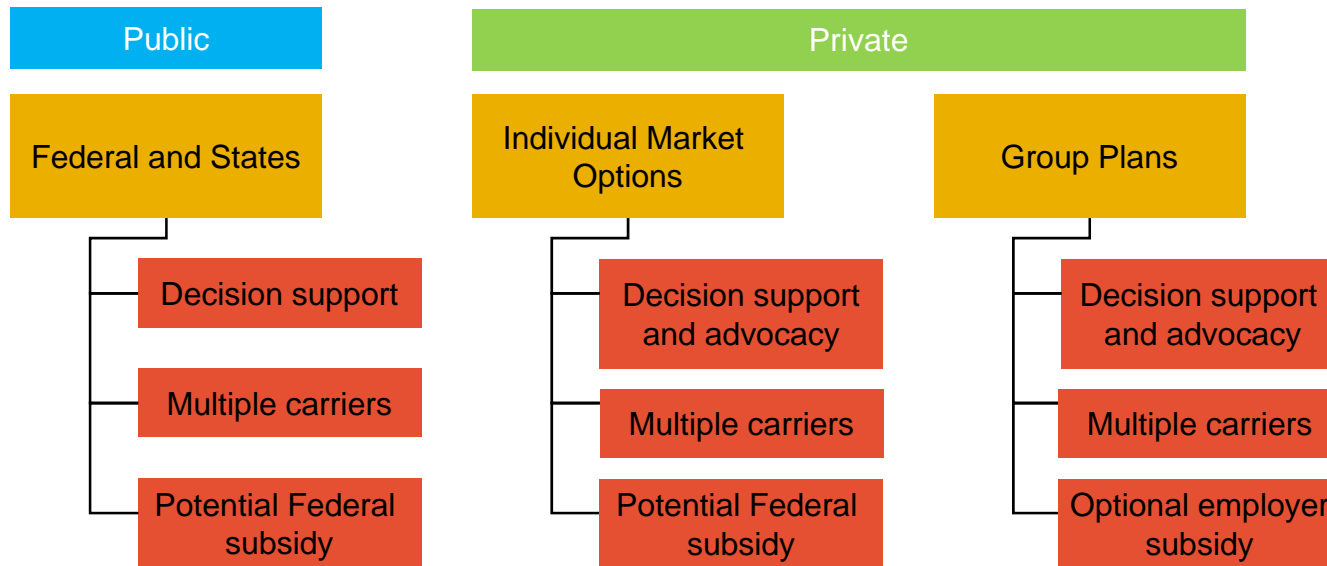 Public
Private
Federal and States
Individual Market
Options
Group Plans
Decision support
Multiple carriers
Potential Federal
subsidy
Decision support
and advocacy
Multiple carriers
Potential Federal
subsidy
Decision support
and advocacy
Multiple carriers
Optional employer
subsidy